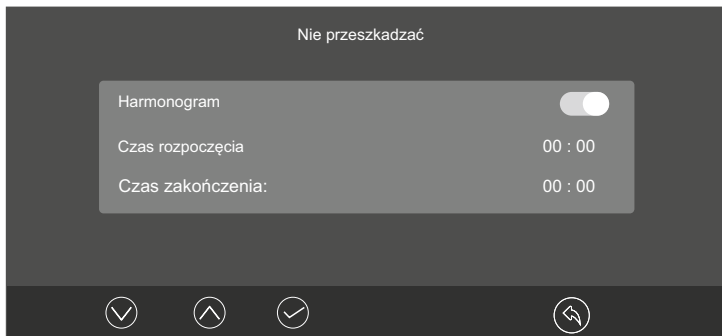 Nie przeszkadzać
Harmonogram
Czas rozpoczęcia 00 : 00
Czas zakończenia: 00 : 00